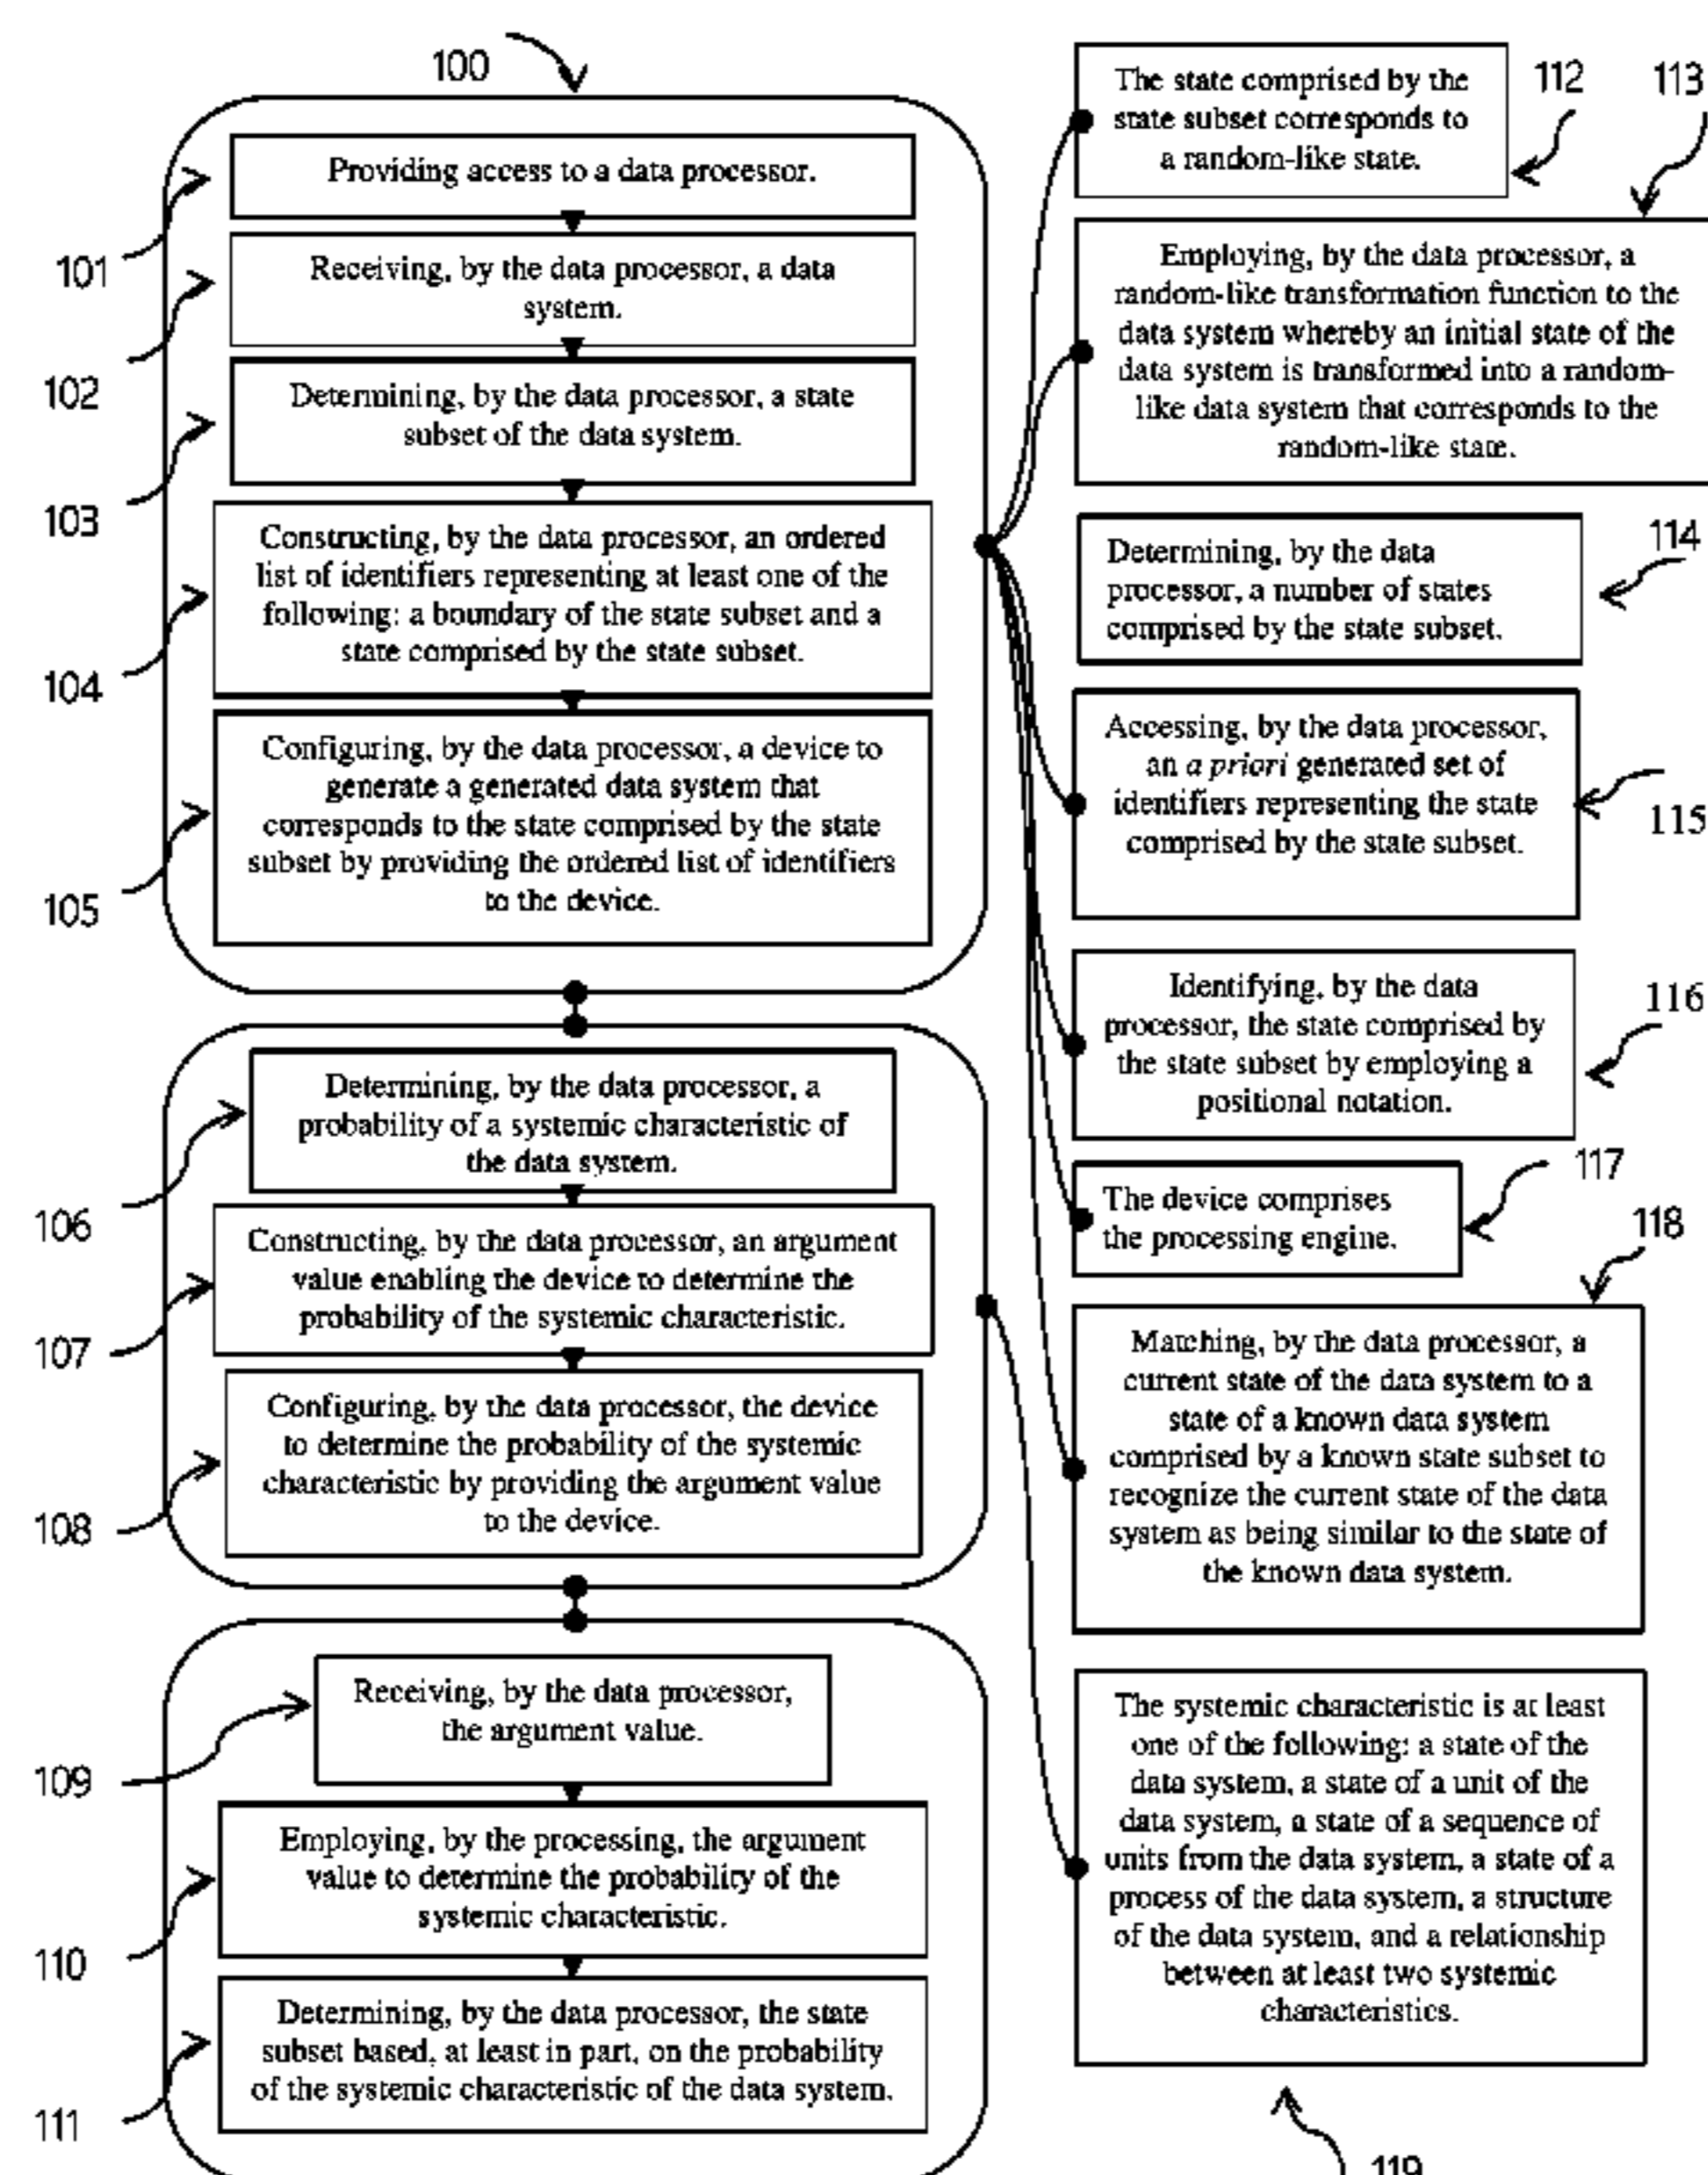 100
Providing access to a data processor.
101
Receiving, by the data processor, a data
system.
102
Determining, by the data processor, a state
subset of the data system.
103
Constructing, by the data processor, an ordered
list of identifiers representing at least one of the
following: a boundary of the state subset and a
state comprised by the state subset.
104
Configuring, by the data processor, a device to
generate a generated data system that
corresponds to the state comprised by the state
subset by providing the ordered list of identifiers
to the device.
105
Determining, by the data processor, a
probability of a systemic characteristic of
the data system.
106
Constructing, by the data processor, an argument
value enabling the device to determine the
probability of the systemic characteristic.
107
Configuring, by the data processor, the device
to determine the probability of the systemic
characteristic by providing the argument value
to the device.
108
Receiving, by the data processor,
the argument value.
109
Employing, by the processing, the argument
value to determine the probability of the
systemic characteristic.
110
Determining, by the data processor, the state
subset based, at least in part, on the probability
of the systemic characteristic of the data system.
111
The state comprised by the
state subset corresponds to
a random-like state.
112
113
Employing, by the data processor, a
random-like transformation function to the
data system whereby an initial state of the
data system is transformed into a random-
like data system that corresponds to the
random-like state.
114
Determining, by the data
processor, a number of states
comprised by the state subset.
Accessing, by the data processor,
an a priori generated set of
identifiers representing the state
comprised by the state subset.
115
Identifying, by the data
processor, the state comprised by
the state subset by employing a
positional notation.
116
The device comprises
the processing engine.
117
118
Matching, by the data processor, a
current state of the data system to a
state of a known data system
comprised by a known state subset to
recognize the current state of the data
system as being similar to the state of
the known data system.
The systemic characteristic is at least
one of the following: a state of the
data system, a state of a unit of the
data system, a state of a sequence of
units from the data system, a state of a
process of the data system, a structure
of the data system, and a relationship
between at least two systemic
characteristics.
119